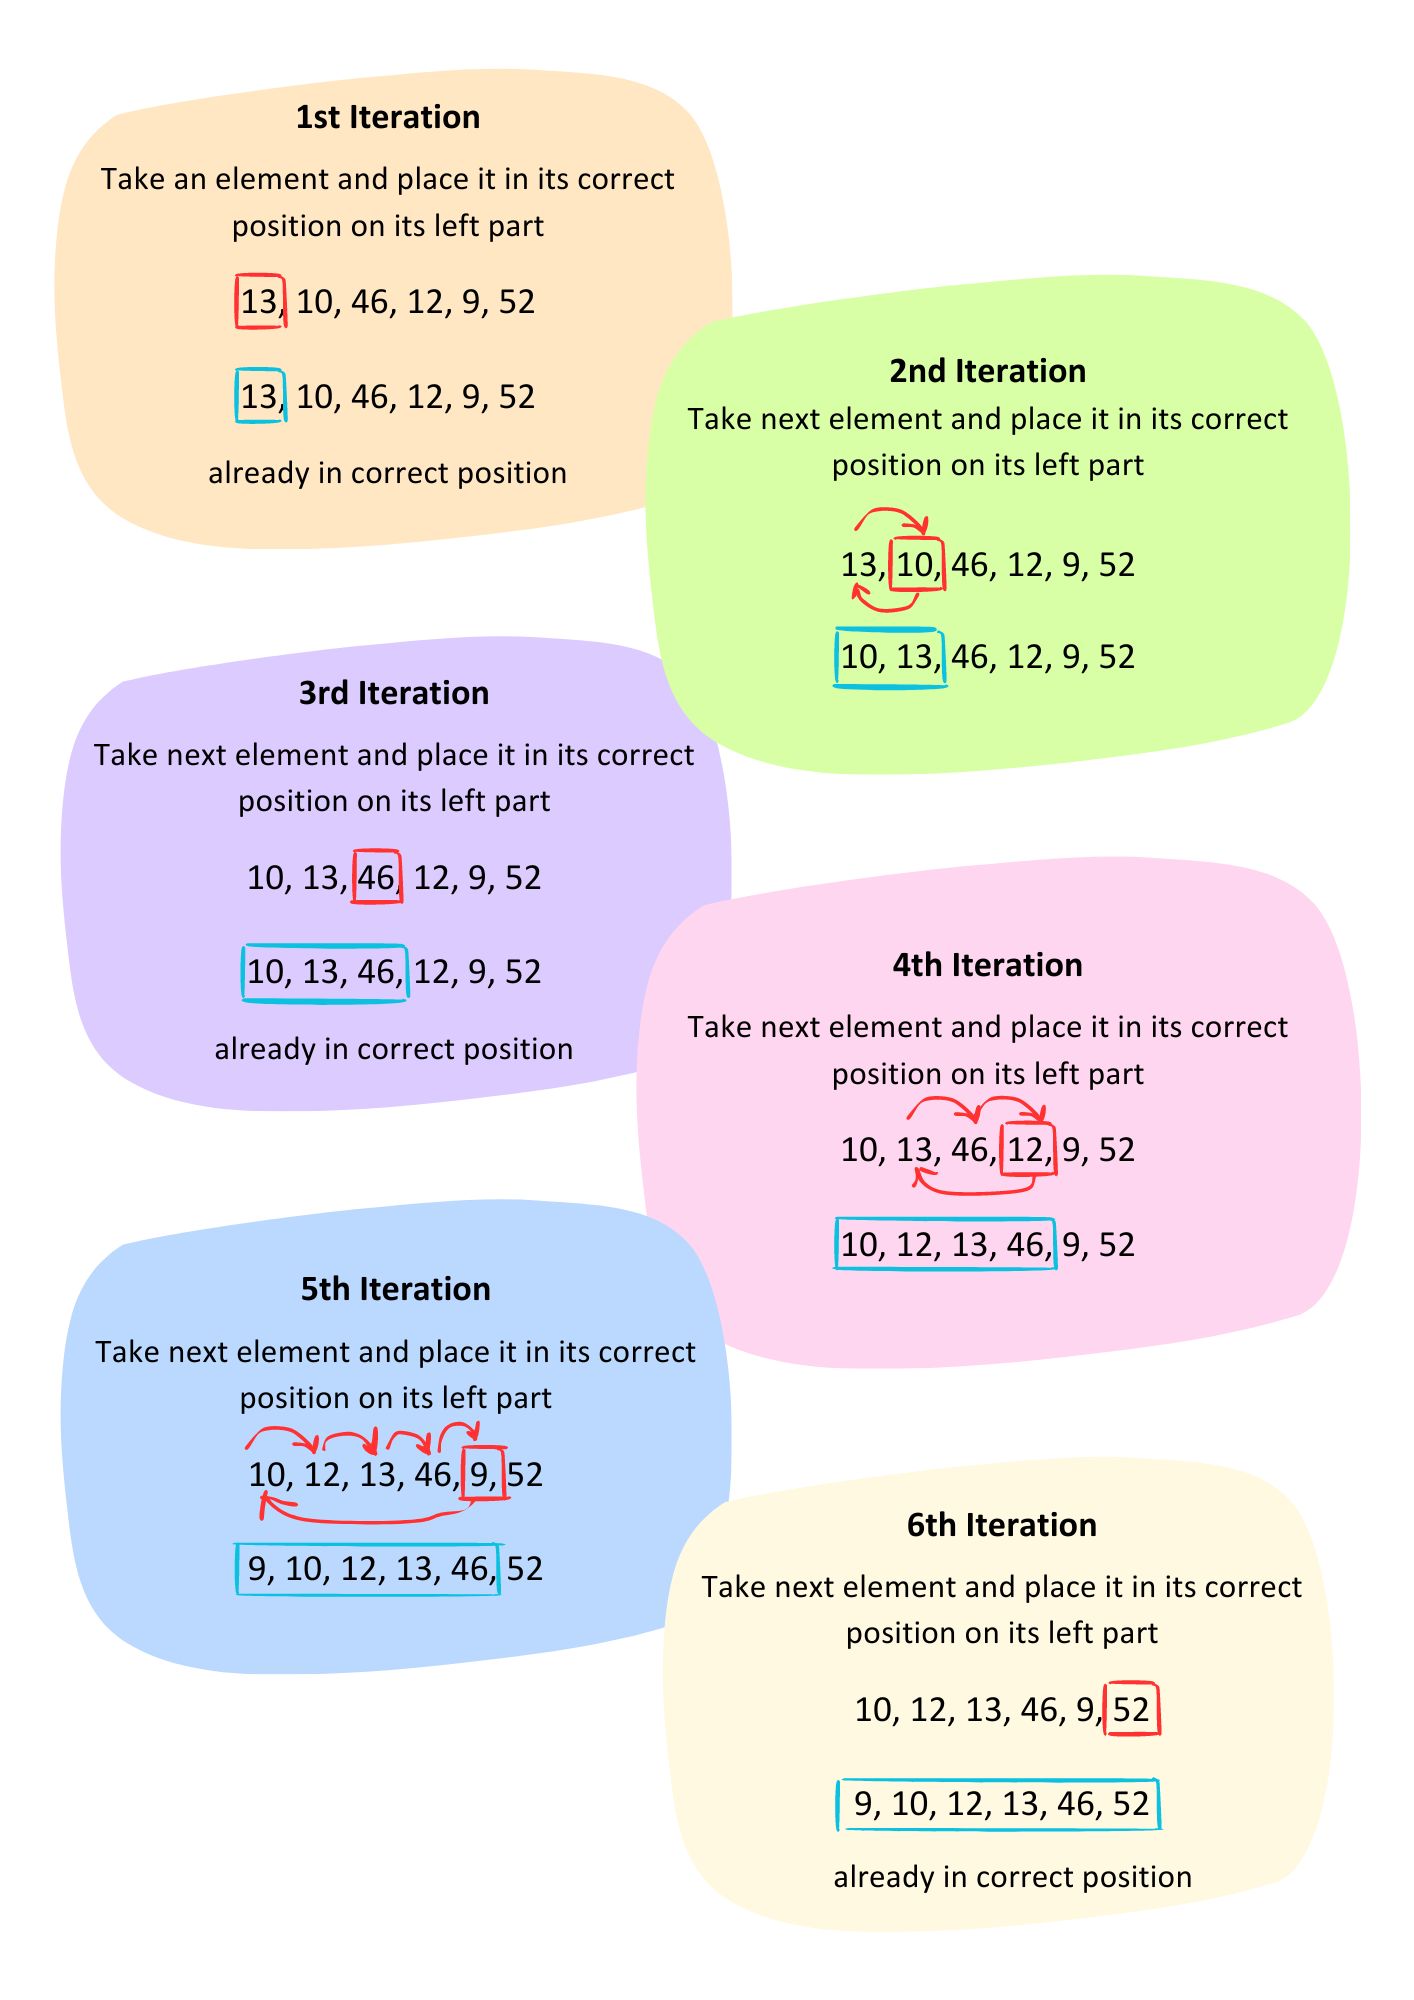 1st Iteration
Take an element and place it in its correct
position on its left part
13, 10, 46, 12, 9, 52
13, 10, 46, 12, 9, 52
already in correct position
2nd Iteration
Take next element and place it in its correct
position on its left part
13, 10, 46, 12, 9, 52
10, 13, 46, 12, 9, 52
3rd Iteration
Take next element and place it in its correct
position on its left part
10, 13, 46, 12, 9, 52
10, 13, 46, 12, 9, 52
already in correct position
4th Iteration
Take next element and place it in its correct
position on its left part
10, 13, 46, 12, 9, 52
10, 12, 13, 46, 9, 52
5th Iteration
Take next element and place it in its correct
position on its left part
10, 12, 13, 46, 9, 52
9, 10, 12, 13, 46, 52
6th Iteration
Take next element and place it in its correct
position on its left part
10, 12, 13, 46, 9, 52
9, 10, 12, 13, 46, 52
already in correct position